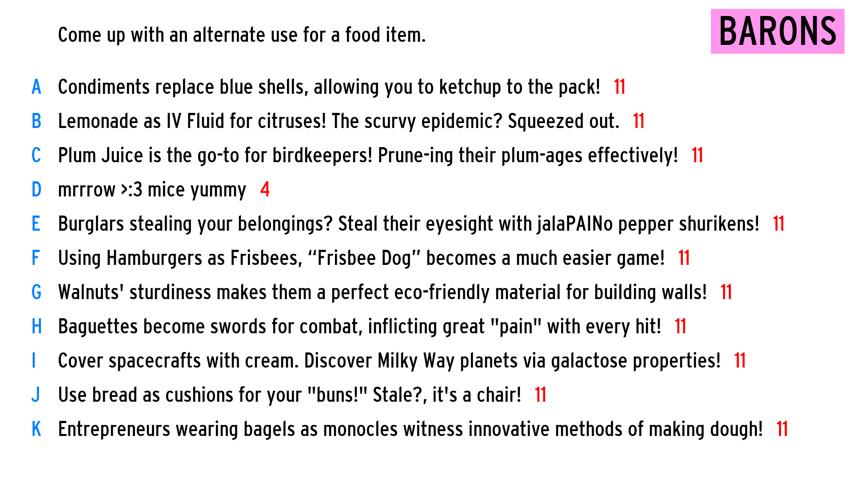 Come up with an alternate use for a food item.
BARONS
A Condiments replace blue shells, allowing you to ketchup to the pack! 11
B Lemonade as IV Fluid for citruses! The scurvy epidemic? Squeezed out. 11
C Plum Juice is the go-to for birdkeepers! Prune-ing their plum-ages effectively! 11
D mrrrow >:3 mice yummy 4
E Burglars stealing your belongings? Steal their eyesight with jalaPAINo pepper shurikens! 11
F Using Hamburgers as Frisbees, “Frisbee Dog” becomes a much easier game! 11
G Walnuts' sturdiness makes them a perfect eco-friendly material for building walls! 11
H Baguettes become swords for combat, inflicting great "pain" with every hit! 11
I Cover spacecrafts with cream. Discover Milky Way planets via galactose properties! 11
J Use bread as cushions for your "buns!" Stale?, it's a chair! 11
K Entrepreneurs wearing bagels as monocles witness innovative methods of making dough! 11